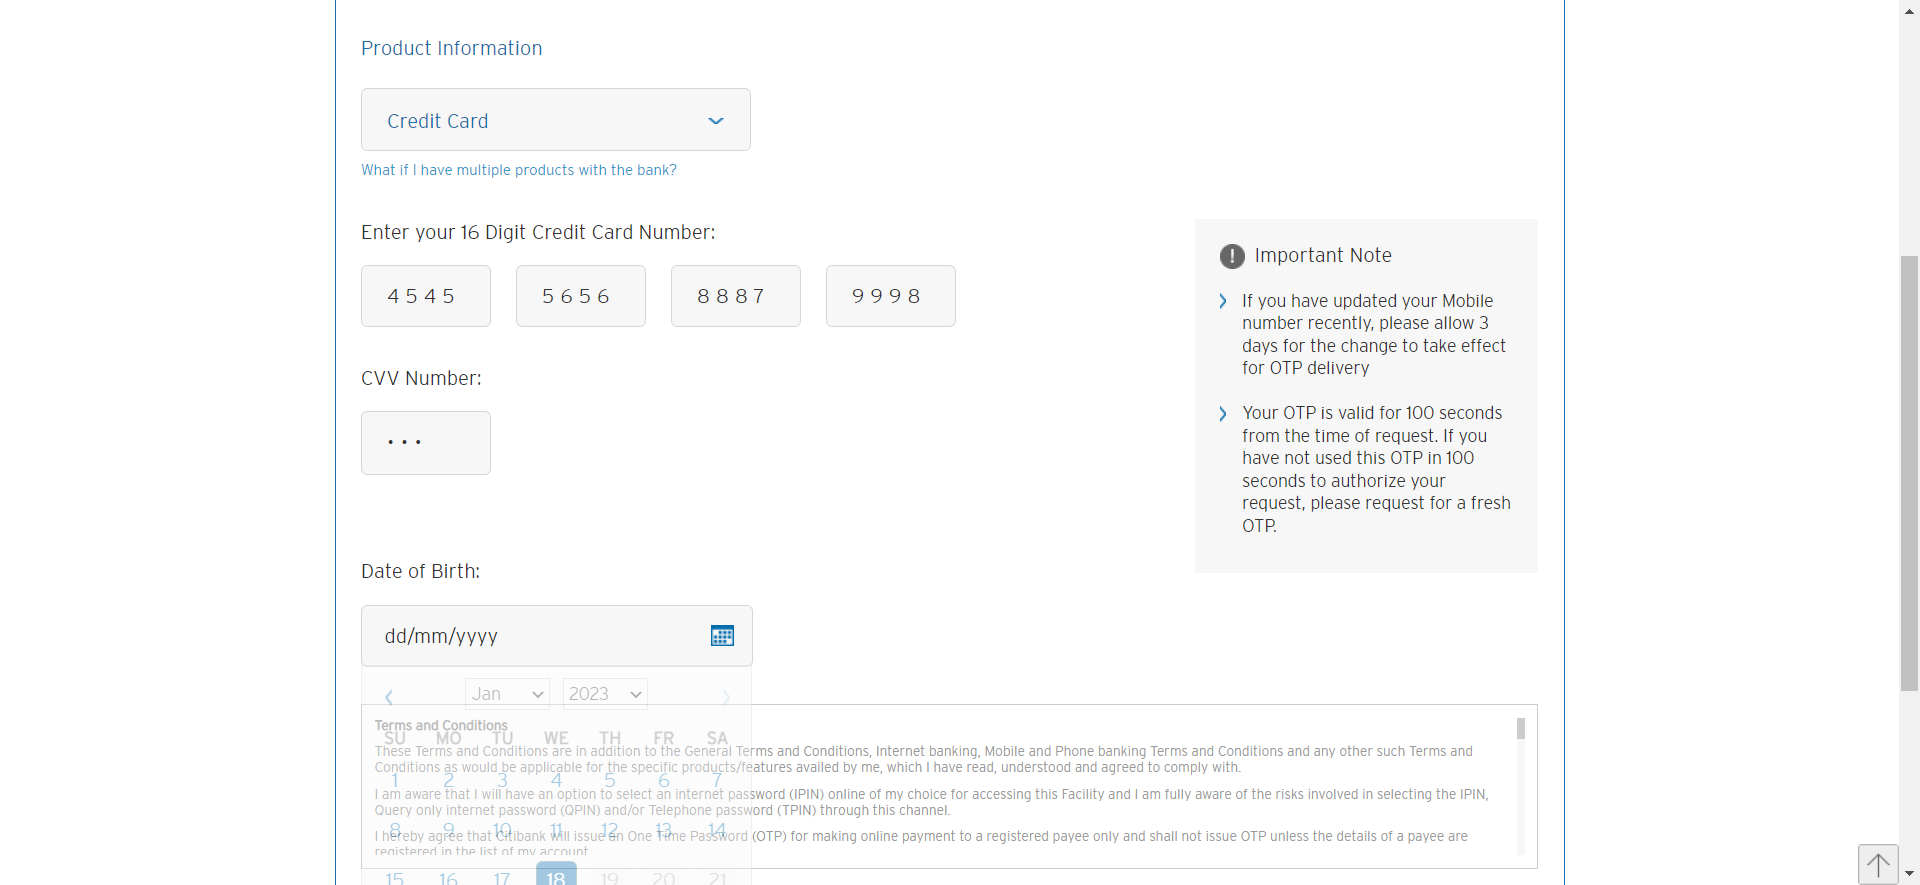 Product Information
Credit Card
What if I have multiple products with the bank?
Enter your 16 Digit Credit Card Number:
4545 5656 8887 9998
CVV Number:
Important Note
If you have updated your Mobile
number recently, please allow 3
days for the change to take effect
for OTP delivery
Your OTP is valid for 100 seconds
from the time of request. If you
have not used this OTP in 100
seconds to authorize your
request, please request for a fresh
OTP.
Date of Birth:
dd/mm/yyyy
Jan 2023
Terms and Conditions
SU MO TU WE TH FR SA
These Terms and Conditions are in addition to the General Terms and Conditions, Internet banking, Mobile and Phone banking Terms and Conditions and any other such Terms and
Conditions as would be applicable for the specific products/features availed by me, which I have read, understood and agreed to comply with.
1 2 3 4 5 6 7
I am aware that I will have an option to select an internet password (IPIN) online of my choice for accessing this Facility and I am fully aware of the risks involved in selecting the IPIN,
Query only internet password (QPIN) and/or Telephone password (TPIN) through this channel.
8 9 10 11 12 13 14
I hereby agree that Citibank will issue an One Time Password (OTP) for making online payment to a registered payee only and shall not issue OTP unless the details of a payee are
registered in the list of my account
15 16 17 18 19 20 21